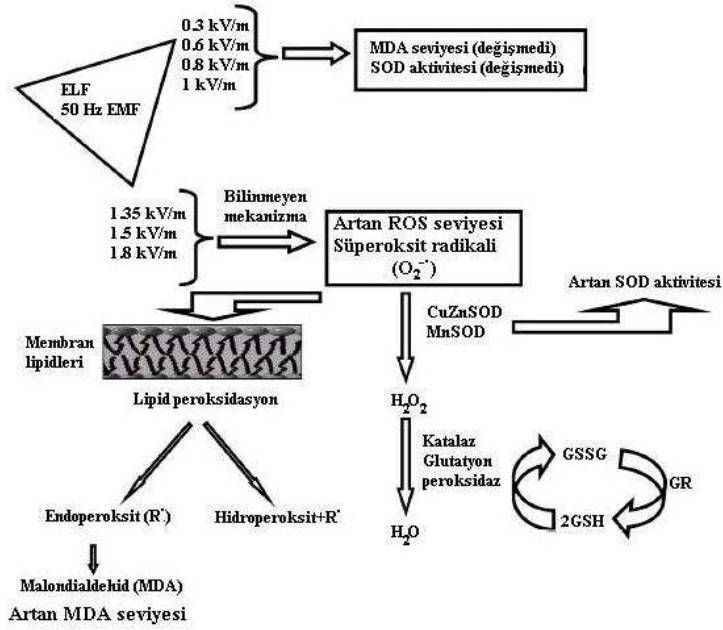 0.3 kV/m
0.6 kV/m
0.8 kV/m
1 kV/m
MDA seviyesi (değişmedi)
SOD aktivitesi (değişmedi)
ELF
50 Hz EMF
1.35 kV/m
1.5 kV/m
1.8 kV/m
Bilinmeyen
mekanizma
Artan ROS seviyesi
Süperoksit radikali
(O₂⁻˙)
Artan SOD aktivitesi
CuZnSOD
MnSOD
Membran
lipidleri
Lipid peroksidasyon
H₂O₂
Katalaz
Glutatyon
peroksidaz
GSSG
GR
2GSH
Endoperoksit (R˙)
Hidroperoksit+R˙
H₂O
Malondialdehid (MDA)
Artan MDA seviyesi